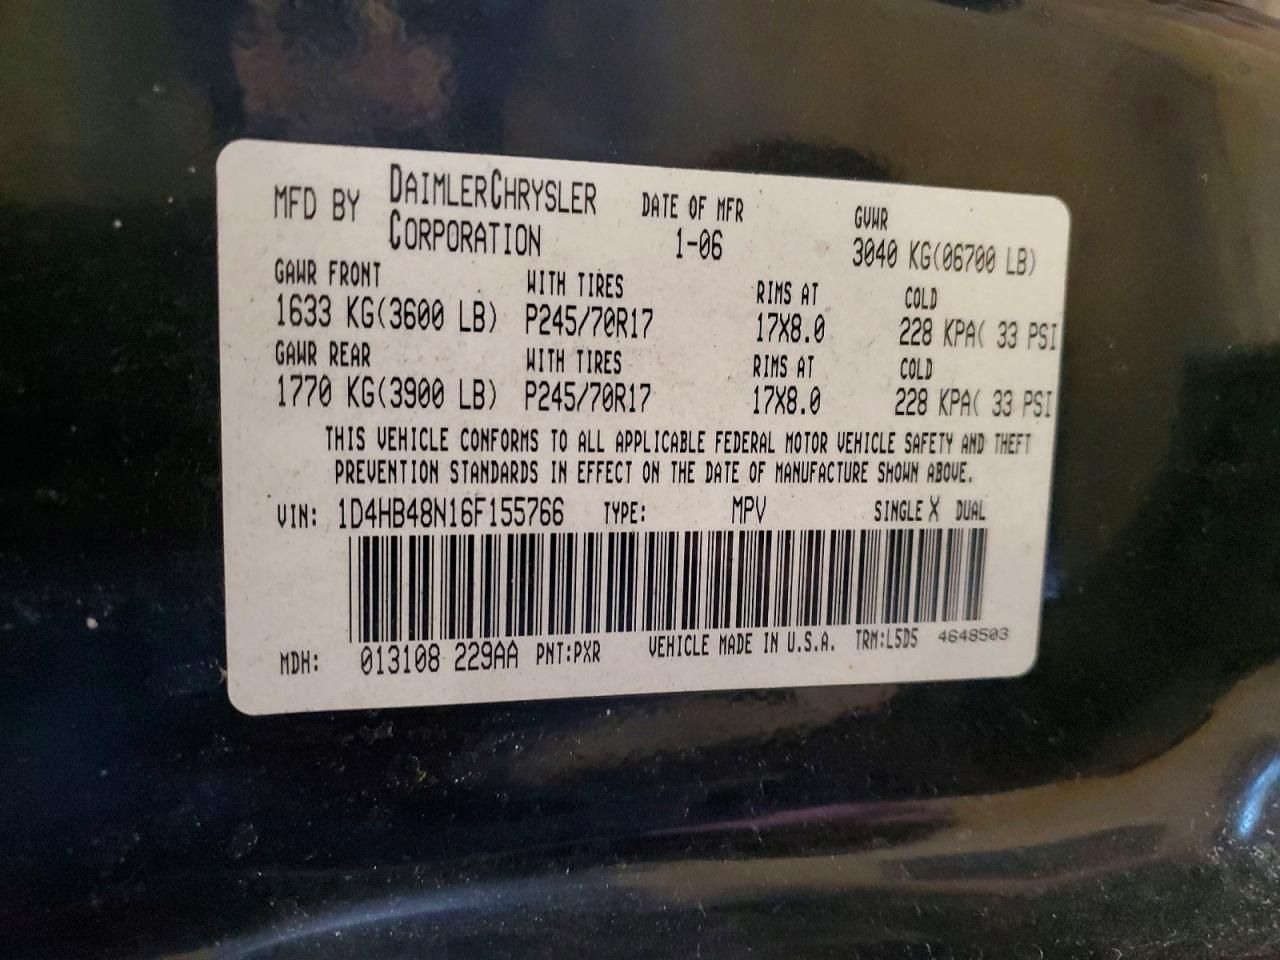 MFD BY DAIMLERCHRYSLER CORPORATION DATE OF MFR 1-06 GVWR 3040 KG(06700 LB)
GAWR FRONT WITH TIRES RIMS AT COLD
1633 KG(3600 LB) P245/70R17 17X8.0 228 KPA( 33 PSI
GAWR REAR WITH TIRES RIMS AT COLD
1770 KG(3900 LB) P245/70R17 17X8.0 228 KPA( 33 PSI
THIS VEHICLE CONFORMS TO ALL APPLICABLE FEDERAL MOTOR VEHICLE SAFETY AND THEFT
PREVENTION STANDARDS IN EFFECT ON THE DATE OF MANUFACTURE SHOWN ABOVE.
VIN: 1D4HB48N16F155766 TYPE: MPV SINGLE X DUAL
MDH: 013108 229AA PNT:PXR VEHICLE MADE IN U.S.A. TRM:L5D5 4648503